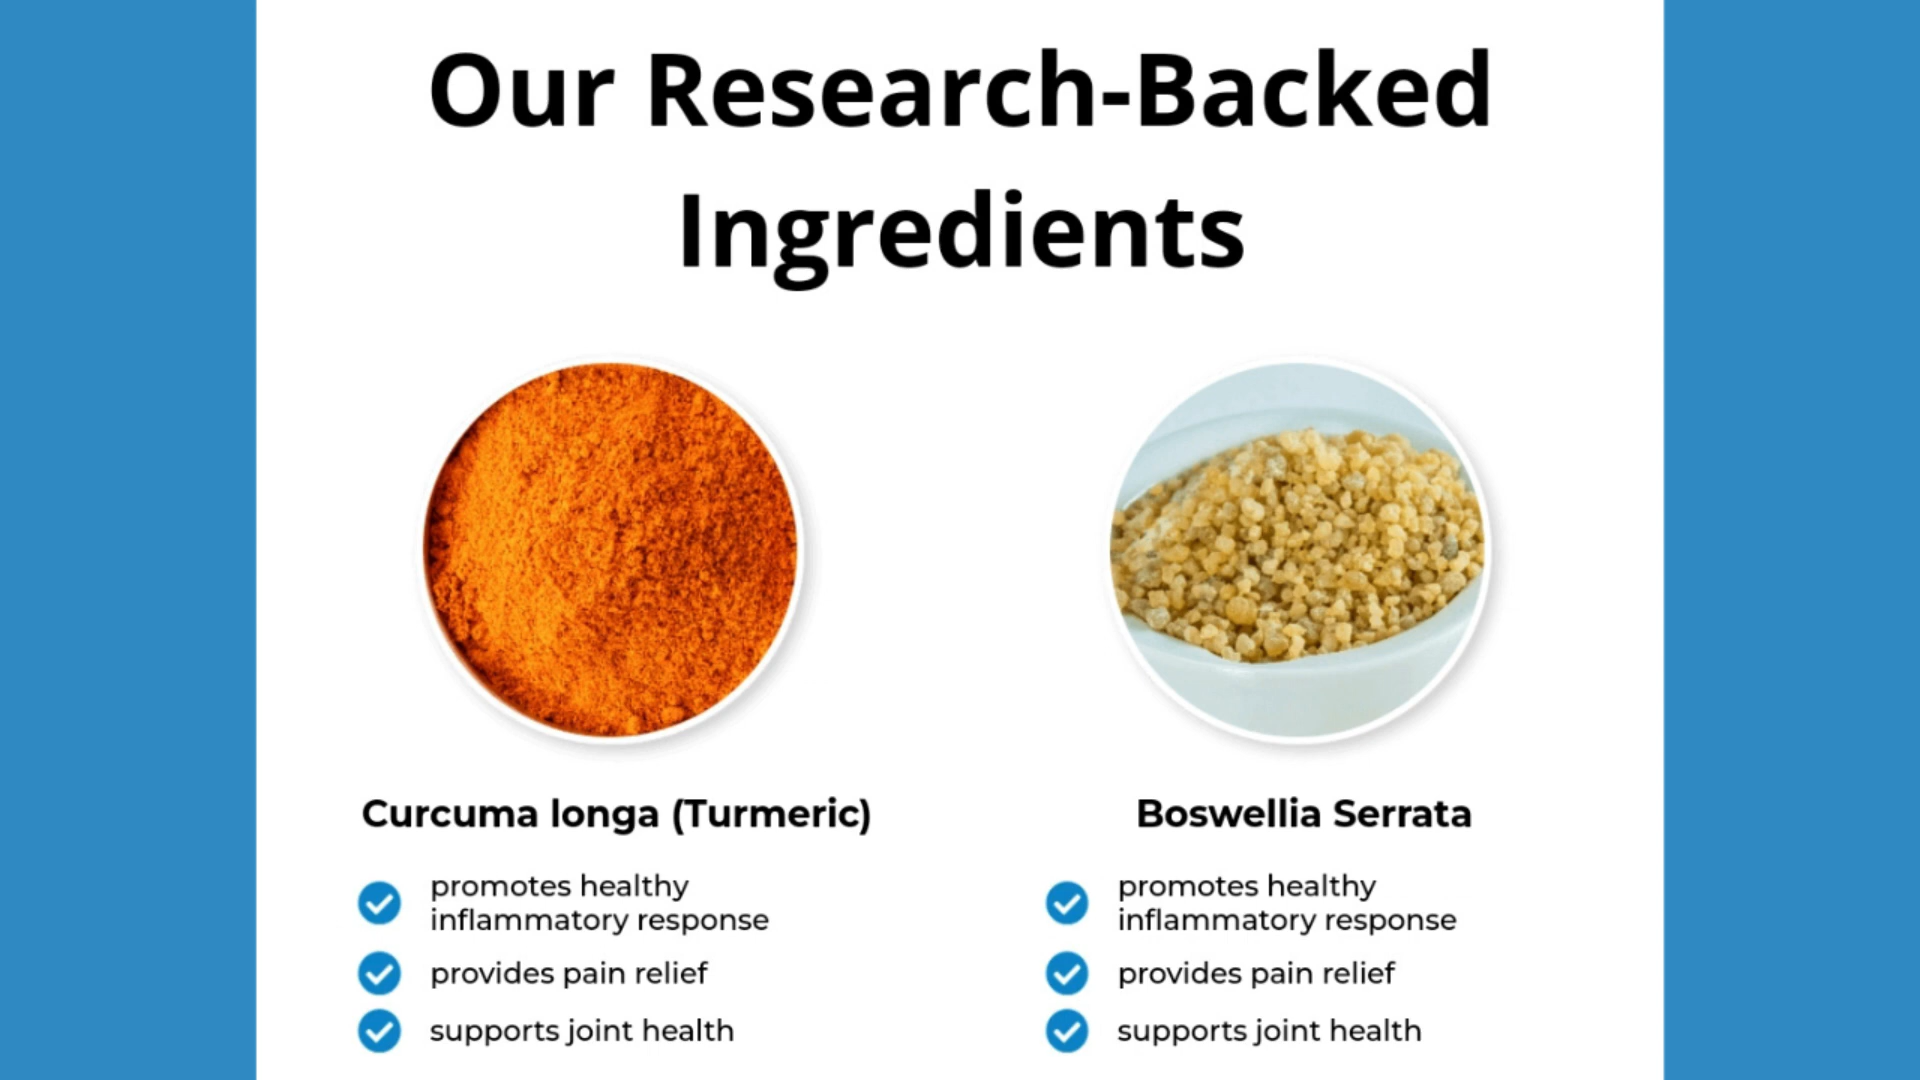 Our Research-Backed
Ingredients
Curcuma longa (Turmeric)
promotes healthy
inflammatory response
provides pain relief
supports joint health
Boswellia Serrata
promotes healthy
inflammatory response
provides pain relief
supports joint health